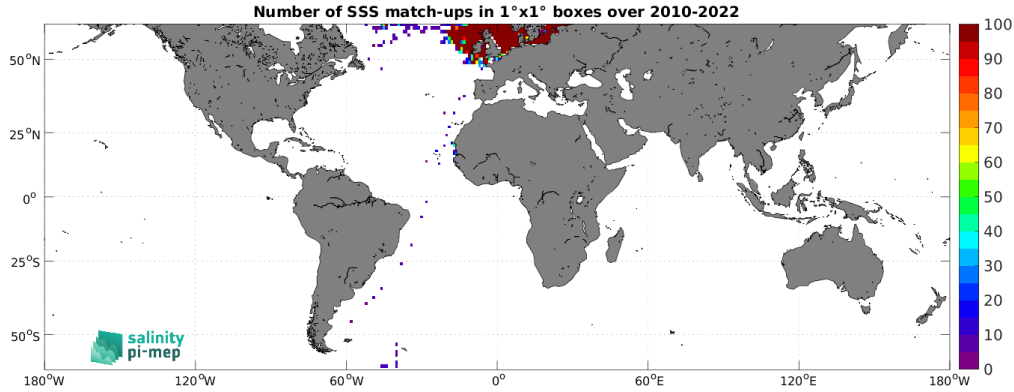 Number of SSS match-ups in 1°x1° boxes over 2010-2022
100
90
80
70
60
50
40
30
20
10
0
50°N
25°N
0°
25°S
50°S
salinity
pi-mep
180°W 120°W 60°W 0° 60°E 120°E 180°W